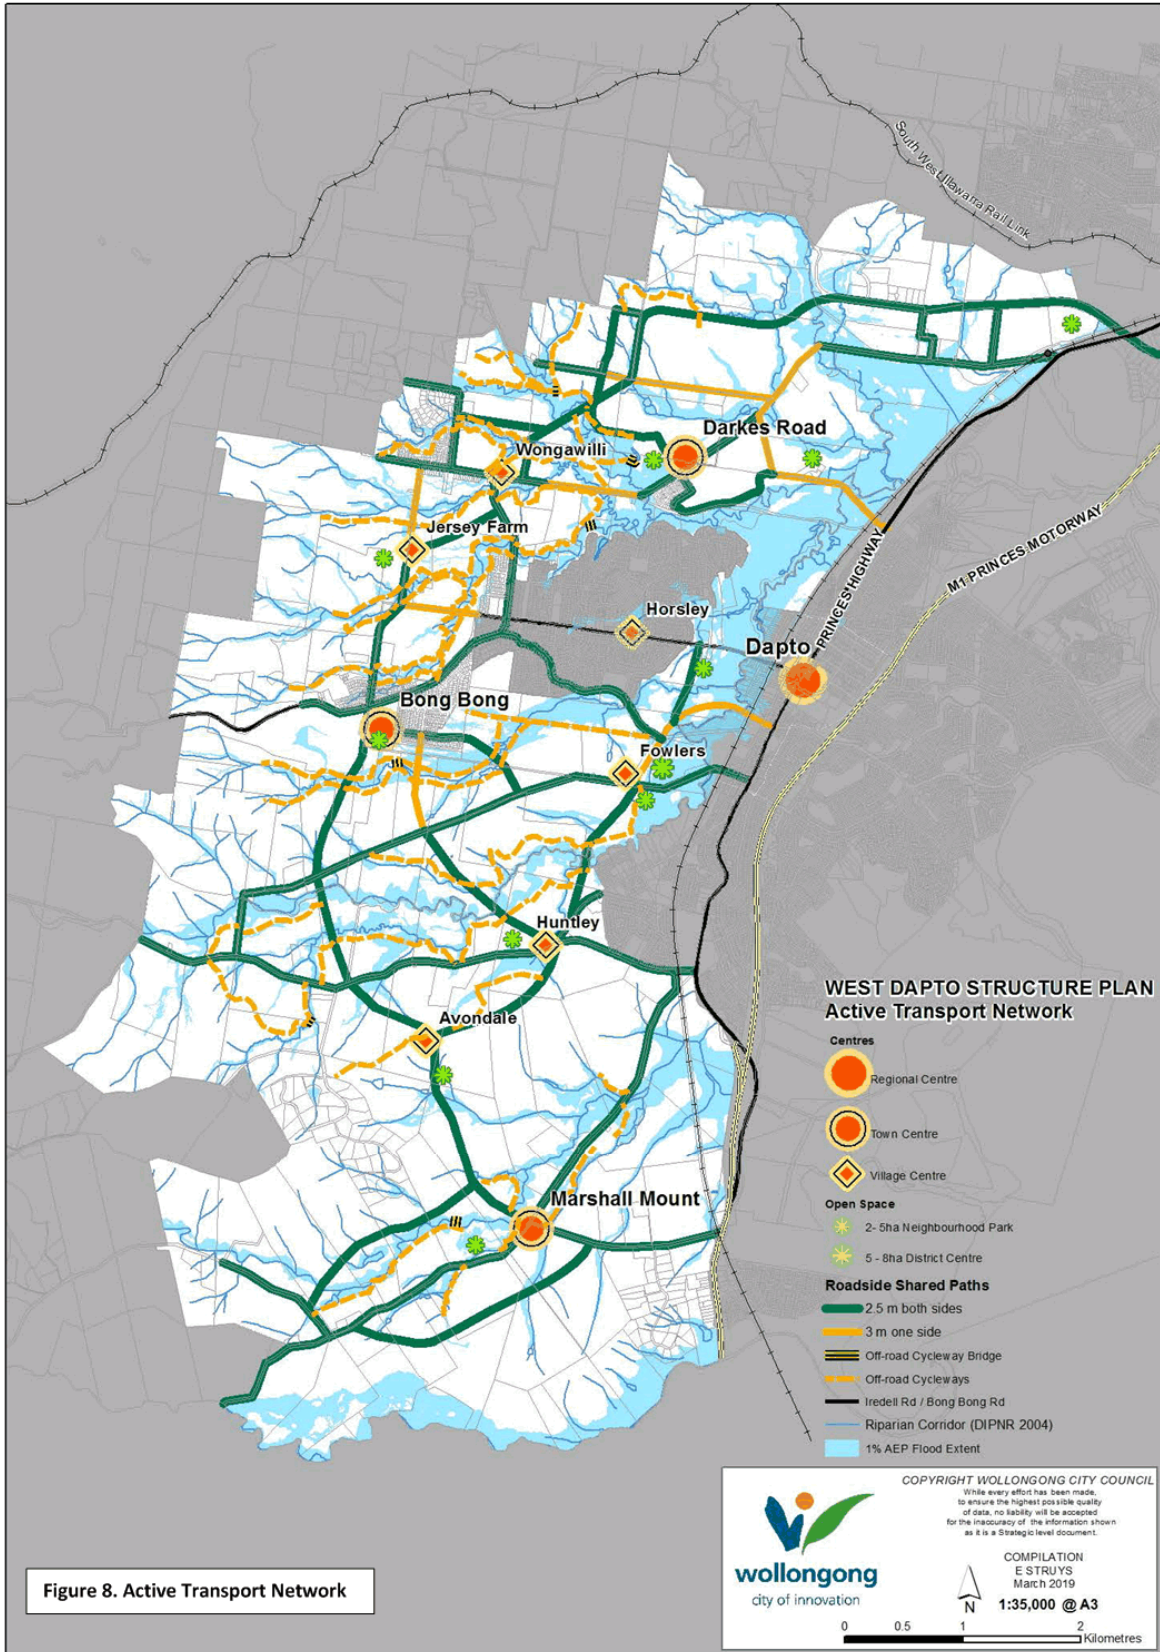 South West Illawarra Rail Link
Darkes Road
Wongawilli
Jersey Farm
PRINCES HIGHWAY
M1 PRINCES MOTORWAY
Horsley
Dapto
Bong Bong
Fowlers
Huntley
Avondale
Marshall Mount
WEST DAPTO STRUCTURE PLAN
Active Transport Network
Centres
Regional Centre
Town Centre
Village Centre
Open Space
2- 5ha Neighbourhood Park
5 - 8ha District Centre
Roadside Shared Paths
2.5 m both sides
3 m one side
Off-road Cycleway Bridge
Off-road Cycleways
Iredell Rd / Bong Bong Rd
Riparian Corridor (DIPNR 2004)
1% AEP Flood Extent
COPYRIGHT WOLLONGONG CITY COUNCIL
While every effort has been made,
to ensure the highest possible quality
of data, no liability will be accepted
for the inaccuracy of the information shown
as it is a Strategic level document.
wollongong
city of innovation
COMPILATION
E STRUYS
March 2019
N
1:35,000 @ A3
0 0.5 1 2
Kilometres
Figure 8. Active Transport Network